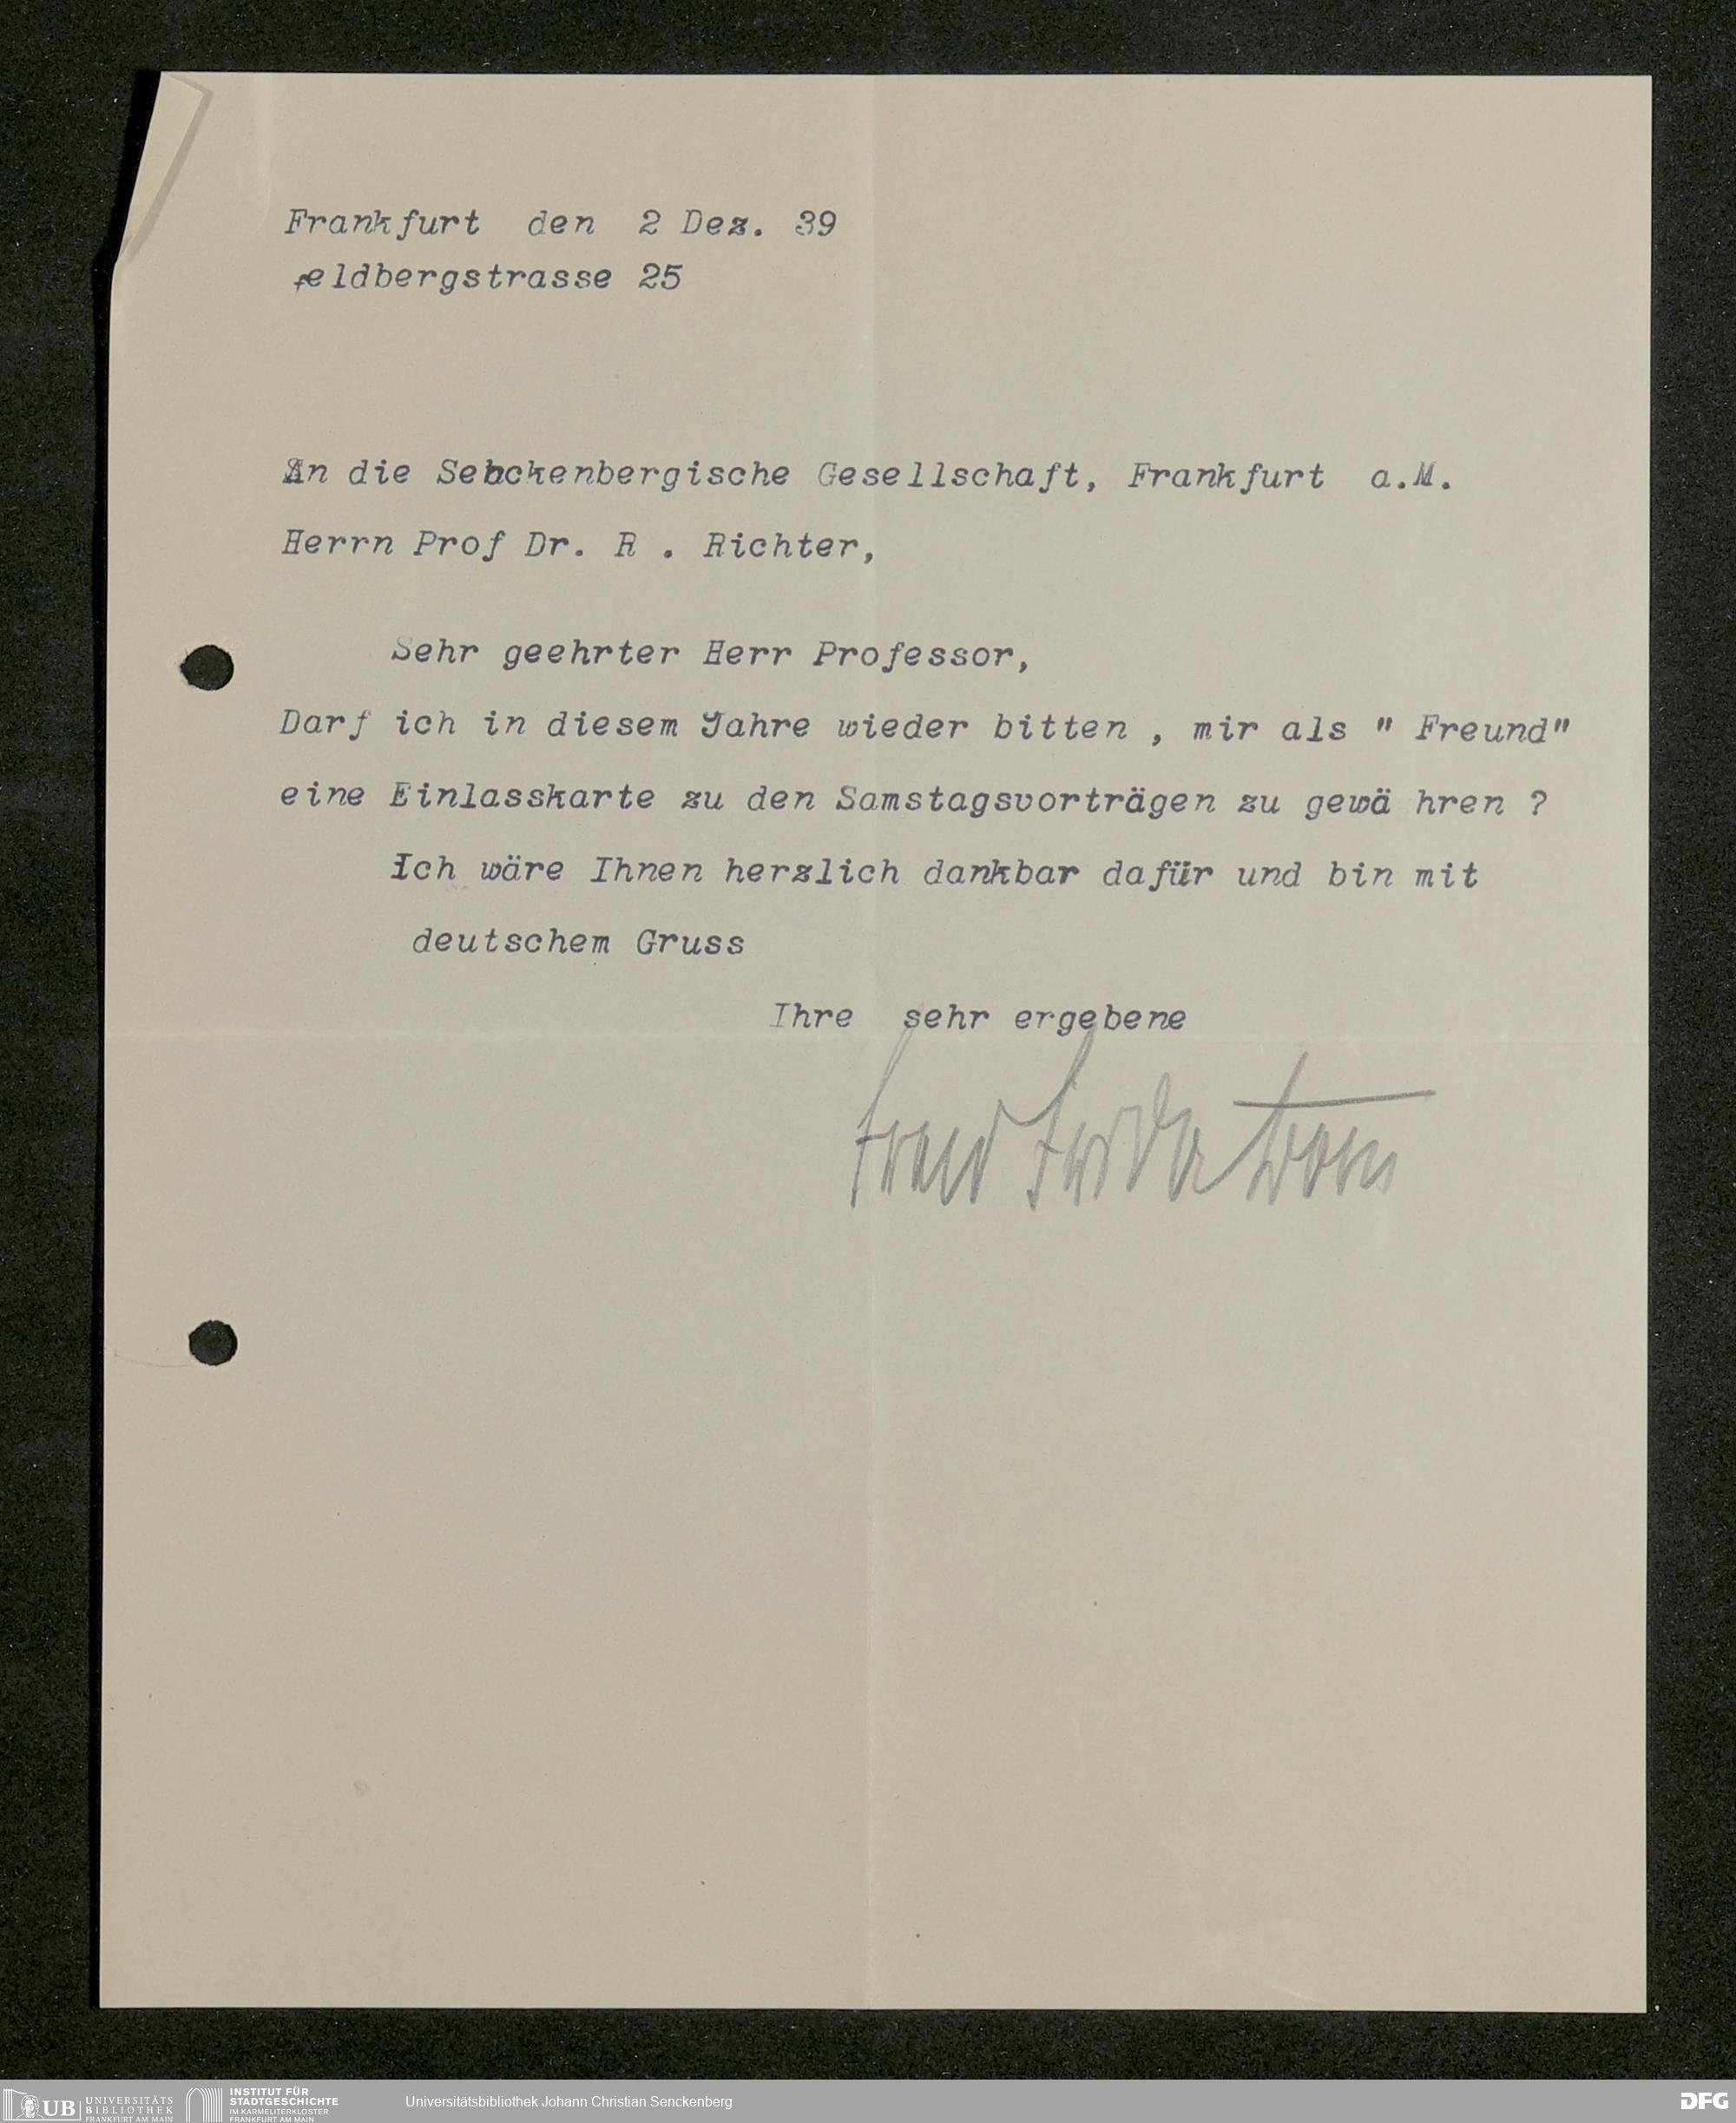 Frankfurt den 2 Dez. 39
feldbergstrasse 25
An die Senckenbergische Gesellschaft, Frankfurt a.M.
Herrn Prof Dr. R . Richter,
Sehr geehrter Herr Professor,
Darf ich in diesem Jahre wieder bitten , mir als " Freund"
eine Einlasskarte zu den Samstagsvorträgen zu gewä hren ?
Ich wäre Ihnen herzlich dankbar dafür und bin mit
deutschem Gruss
Ihre sehr ergebene
UB UNIVERSITÄTS
BIBLIOTHEK
FRANKFURT AM MAIN
INSTITUT FÜR
STADTGESCHICHTE
IM KARMELITERKLOSTER
FRANKFURT AM MAIN
Universitätsbibliothek Johann Christian Senckenberg
DFG